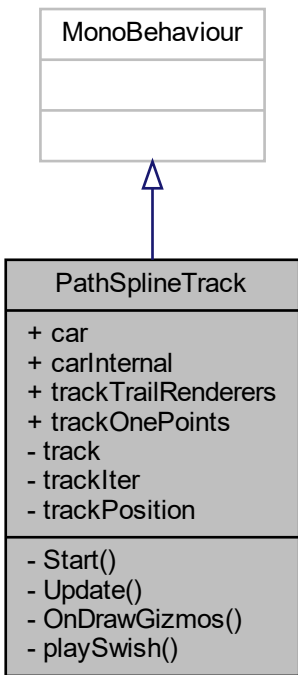 MonoBehaviour
PathSplineTrack
+ car
+ carInternal
+ trackTrailRenderers
+ trackOnePoints
- track
- trackIter
- trackPosition
- Start()
- Update()
- OnDrawGizmos()
- playSwish()